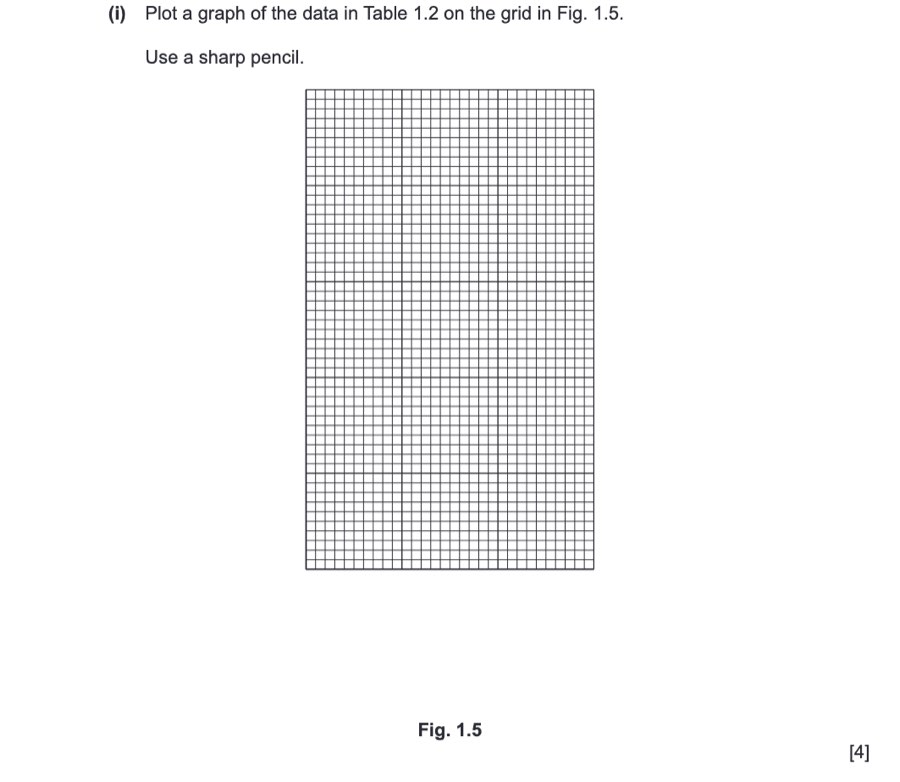 (i) Plot a graph of the data in Table 1.2 on the grid in Fig. 1.5.
Use a sharp pencil.
Fig. 1.5
[4]